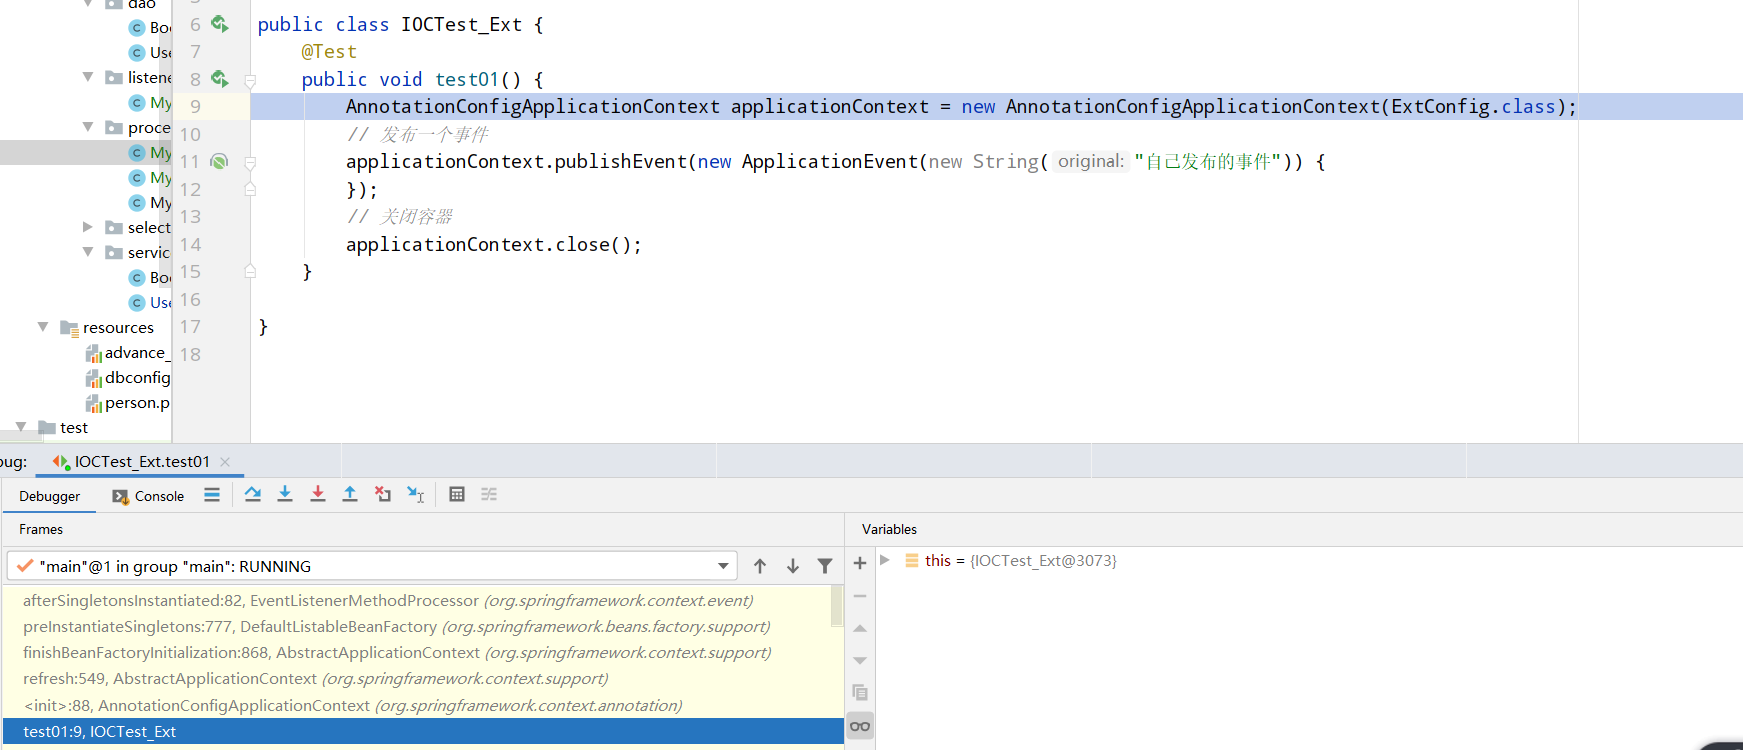 dao
Bo
Use
listene
My
proce
My
My
My
select
servic
Bo
Use
resources
advance_
dbconfig
person.p
test
6 public class IOCTest_Ext {
7 @Test
8 public void test01() {
9 AnnotationConfigApplicationContext applicationContext = new AnnotationConfigApplicationContext(ExtConfig.class);
10 // 发布一个事件
11 applicationContext.publishEvent(new ApplicationEvent(new String( original: "自己发布的事件")) {
12 });
13 // 关闭容器
14 applicationContext.close();
15 }
16
17 }
18
bug: IOCTest_Ext.test01
Debugger Console
Frames
"main"@1 in group "main": RUNNING
afterSingletonsInstantiated:82, EventListenerMethodProcessor (org.springframework.context.event)
preInstantiateSingletons:777, DefaultListableBeanFactory (org.springframework.beans.factory.support)
finishBeanFactoryInitialization:868, AbstractApplicationContext (org.springframework.context.support)
refresh:549, AbstractApplicationContext (org.springframework.context.support)
<init>:88, AnnotationConfigApplicationContext (org.springframework.context.annotation)
test01:9, IOCTest_Ext
Variables
this = {IOCTest_Ext@3073}